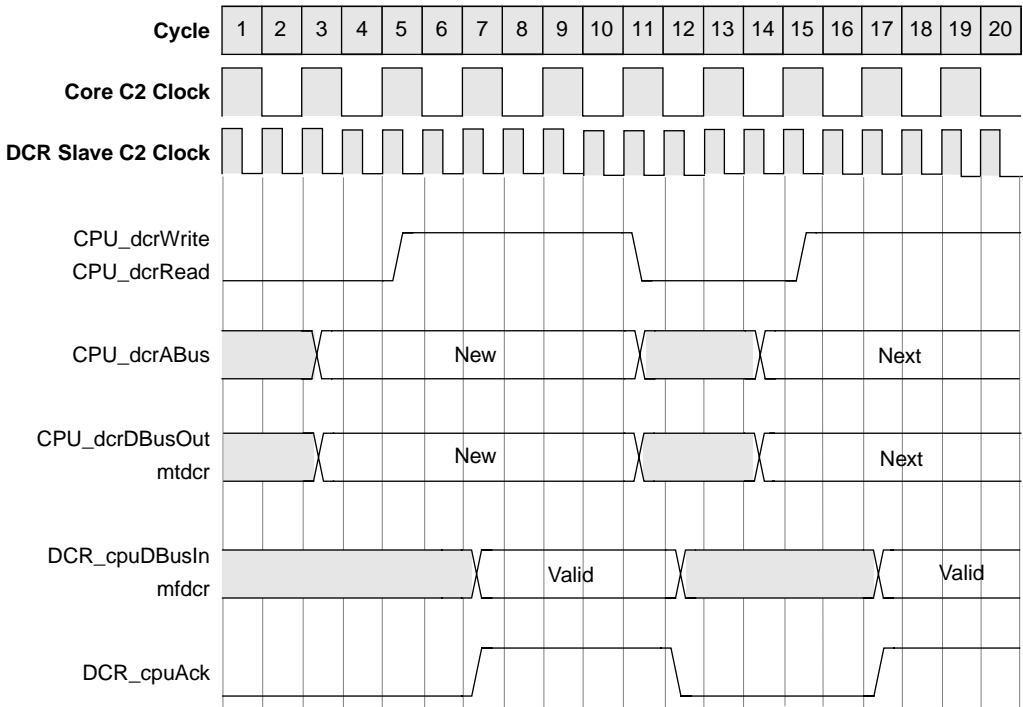 Cycle 1 2 3 4 5 6 7 8 9 10 11 12 13 14 15 16 17 18 19 20
Core C2 Clock
DCR Slave C2 Clock
CPU_dcrWrite
CPU_dcrRead
CPU_dcrABus New Next
CPU_dcrDBusOut
mtdcr New Next
DCR_cpuDBusIn
mfdcr Valid Valid
DCR_cpuAck